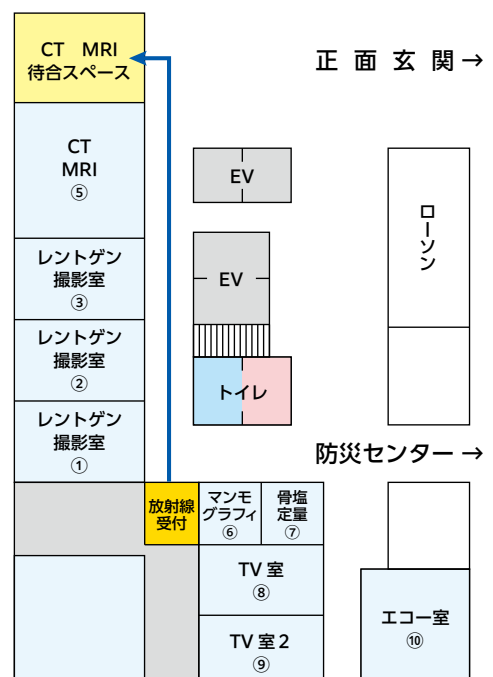 CT MRI
待合スペース
正面玄関→
CT
MRI
⑤
EV
ローソン
レントゲン
撮影室
③
EV
レントゲン
撮影室
②
トイレ
レントゲン
撮影室
①
防災センター→
放射線
受付
マンモ
グラフィ
⑥
骨塩
定量
⑦
TV室
⑧
エコー室
⑩
TV室2
⑨